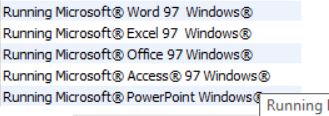 Running Microsoft® Word 97 Windows®
Running Microsoft® Excel 97 Windows®
Running Microsoft® Office 97 Windows®
Running Microsoft® Access® 97 Windows®
Running Microsoft® PowerPoint Windows®
Running